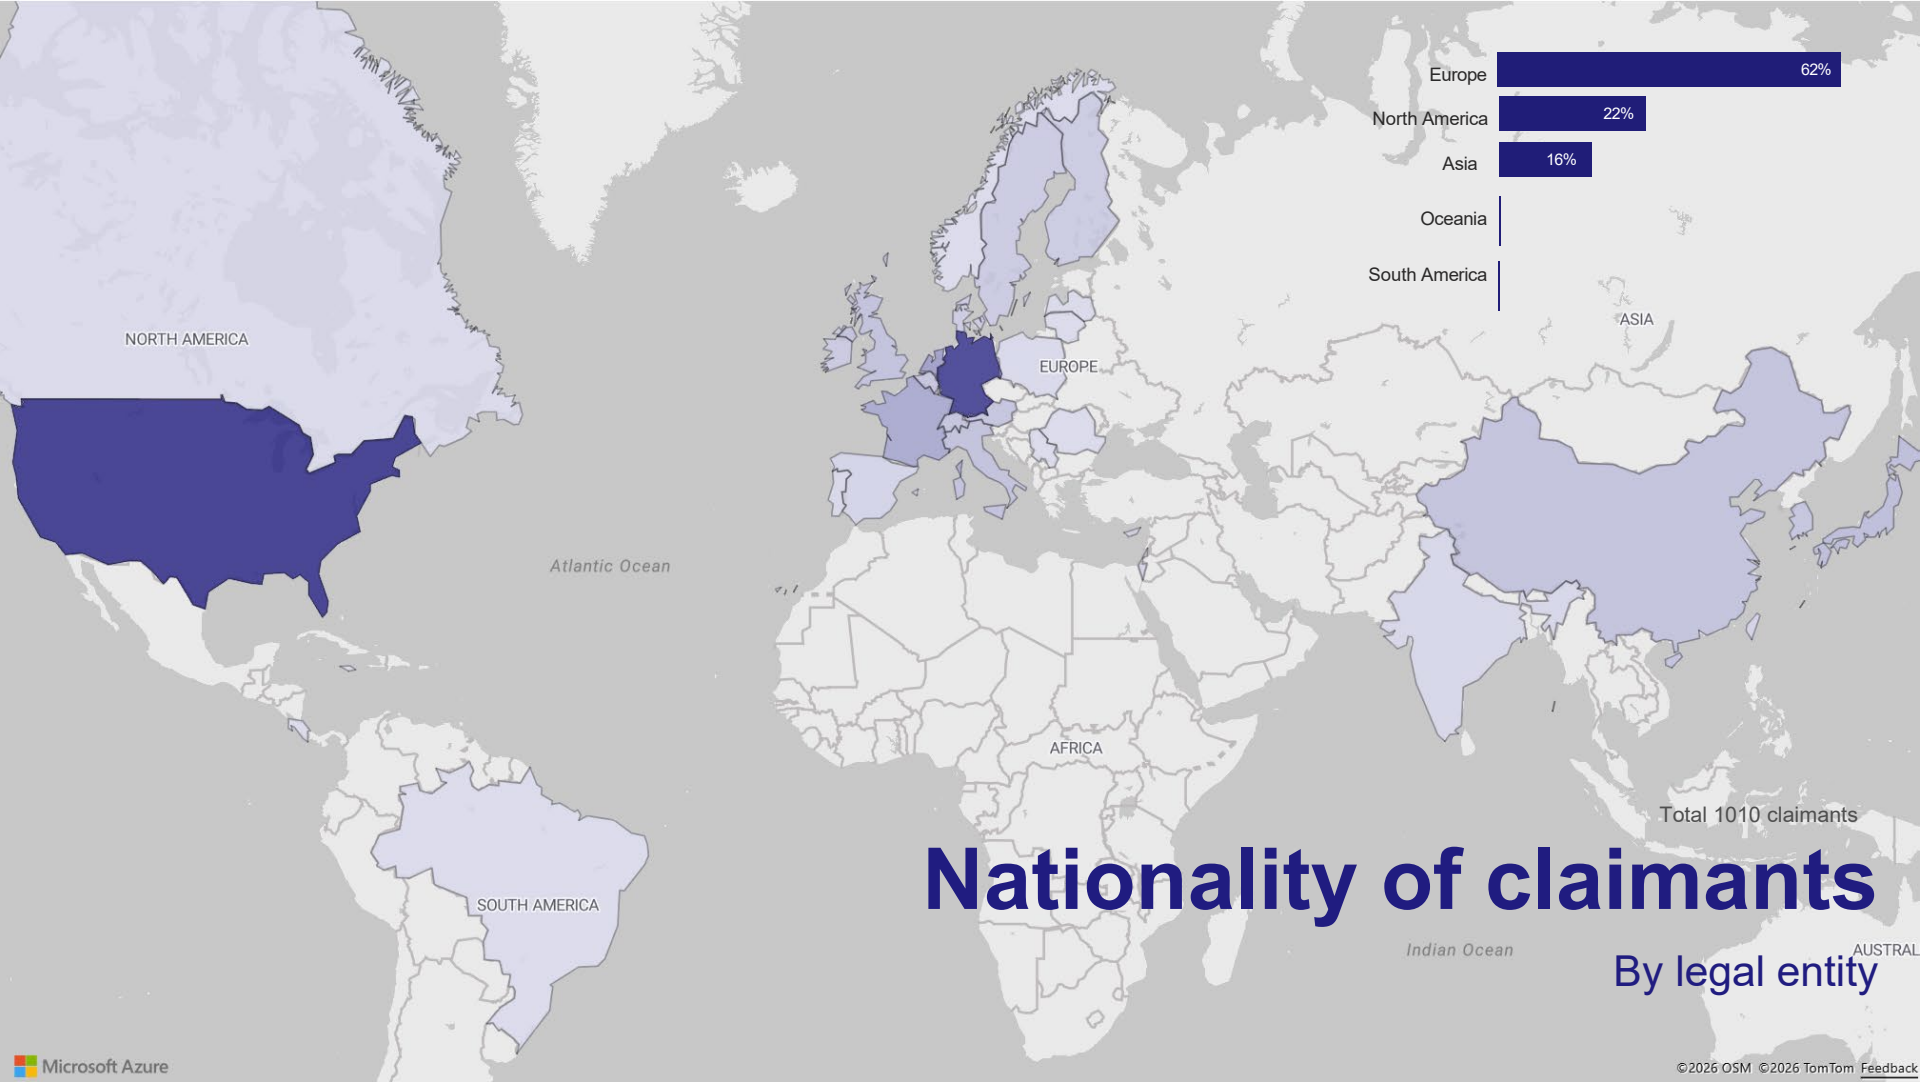 Europe 62%
North America 22%
Asia 16%
Oceania
South America
NORTH AMERICA
ASIA
EUROPE
Atlantic Ocean
AFRICA
SOUTH AMERICA
Total 1010 claimants
Nationality of claimants
Indian Ocean
AUSTRAL
By legal entity
Microsoft Azure
©2026 OSM ©2026 TomTom Feedback